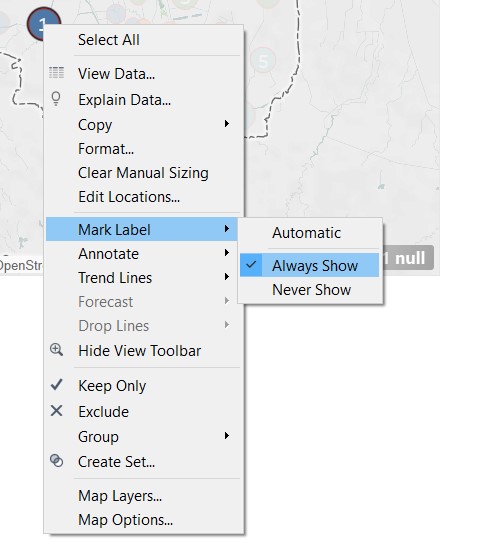 1
Select All
5
View Data...
Explain Data...
Copy
Format...
Clear Manual Sizing
Edit Locations...
Mark Label
Automatic
Annotate
OpenStr
Always Show
1 null
Trend Lines
Never Show
Forecast
Drop Lines
Hide View Toolbar
Keep Only
Exclude
Group
Create Set...
Map Layers...
Map Options...